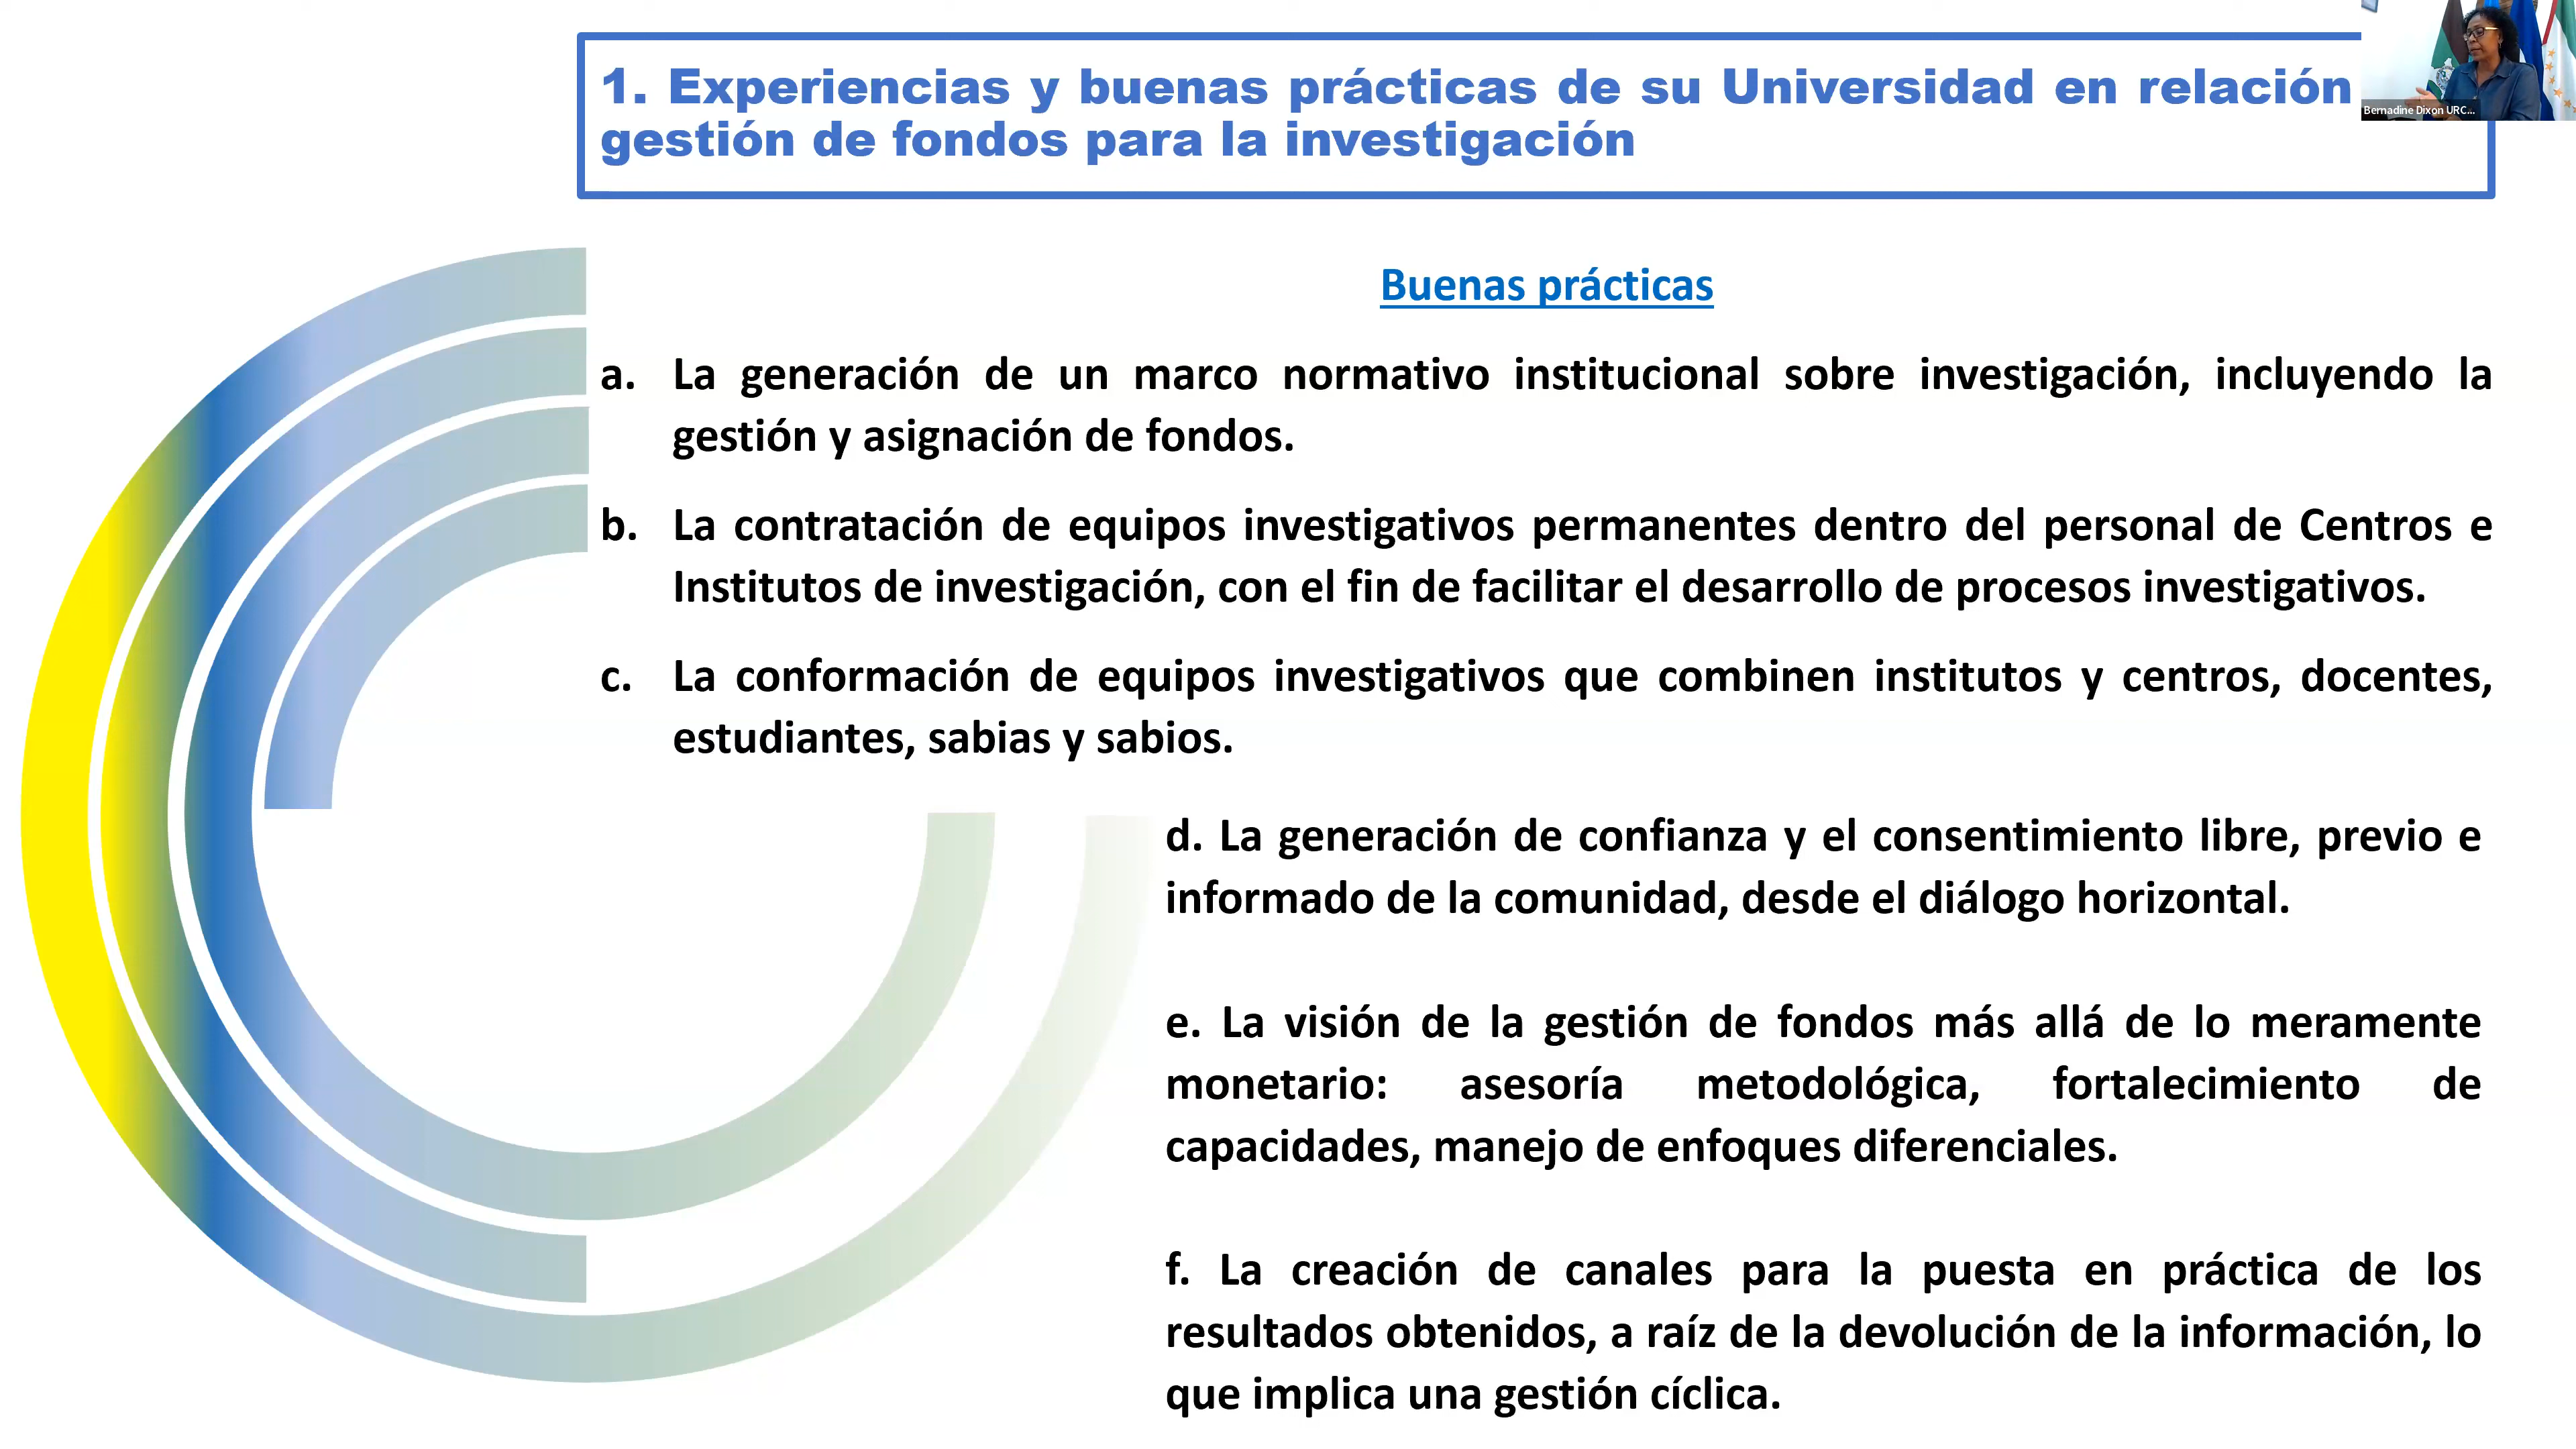 1. Experiencias y buenas prácticas de su Universidad en relación
gestión de fondos para la investigación
Bernadine Dixon URC...
Buenas prácticas
a. La generación de un marco normativo institucional sobre investigación, incluyendo la
gestión y asignación de fondos.
b. La contratación de equipos investigativos permanentes dentro del personal de Centros e
Institutos de investigación, con el fin de facilitar el desarrollo de procesos investigativos.
c. La conformación de equipos investigativos que combinen institutos y centros, docentes,
estudiantes, sabias y sabios.
d. La generación de confianza y el consentimiento libre, previo e
informado de la comunidad, desde el diálogo horizontal.
e. La visión de la gestión de fondos más allá de lo meramente
monetario: asesoría metodológica, fortalecimiento de
capacidades, manejo de enfoques diferenciales.
f. La creación de canales para la puesta en práctica de los
resultados obtenidos, a raíz de la devolución de la información, lo
que implica una gestión cíclica.